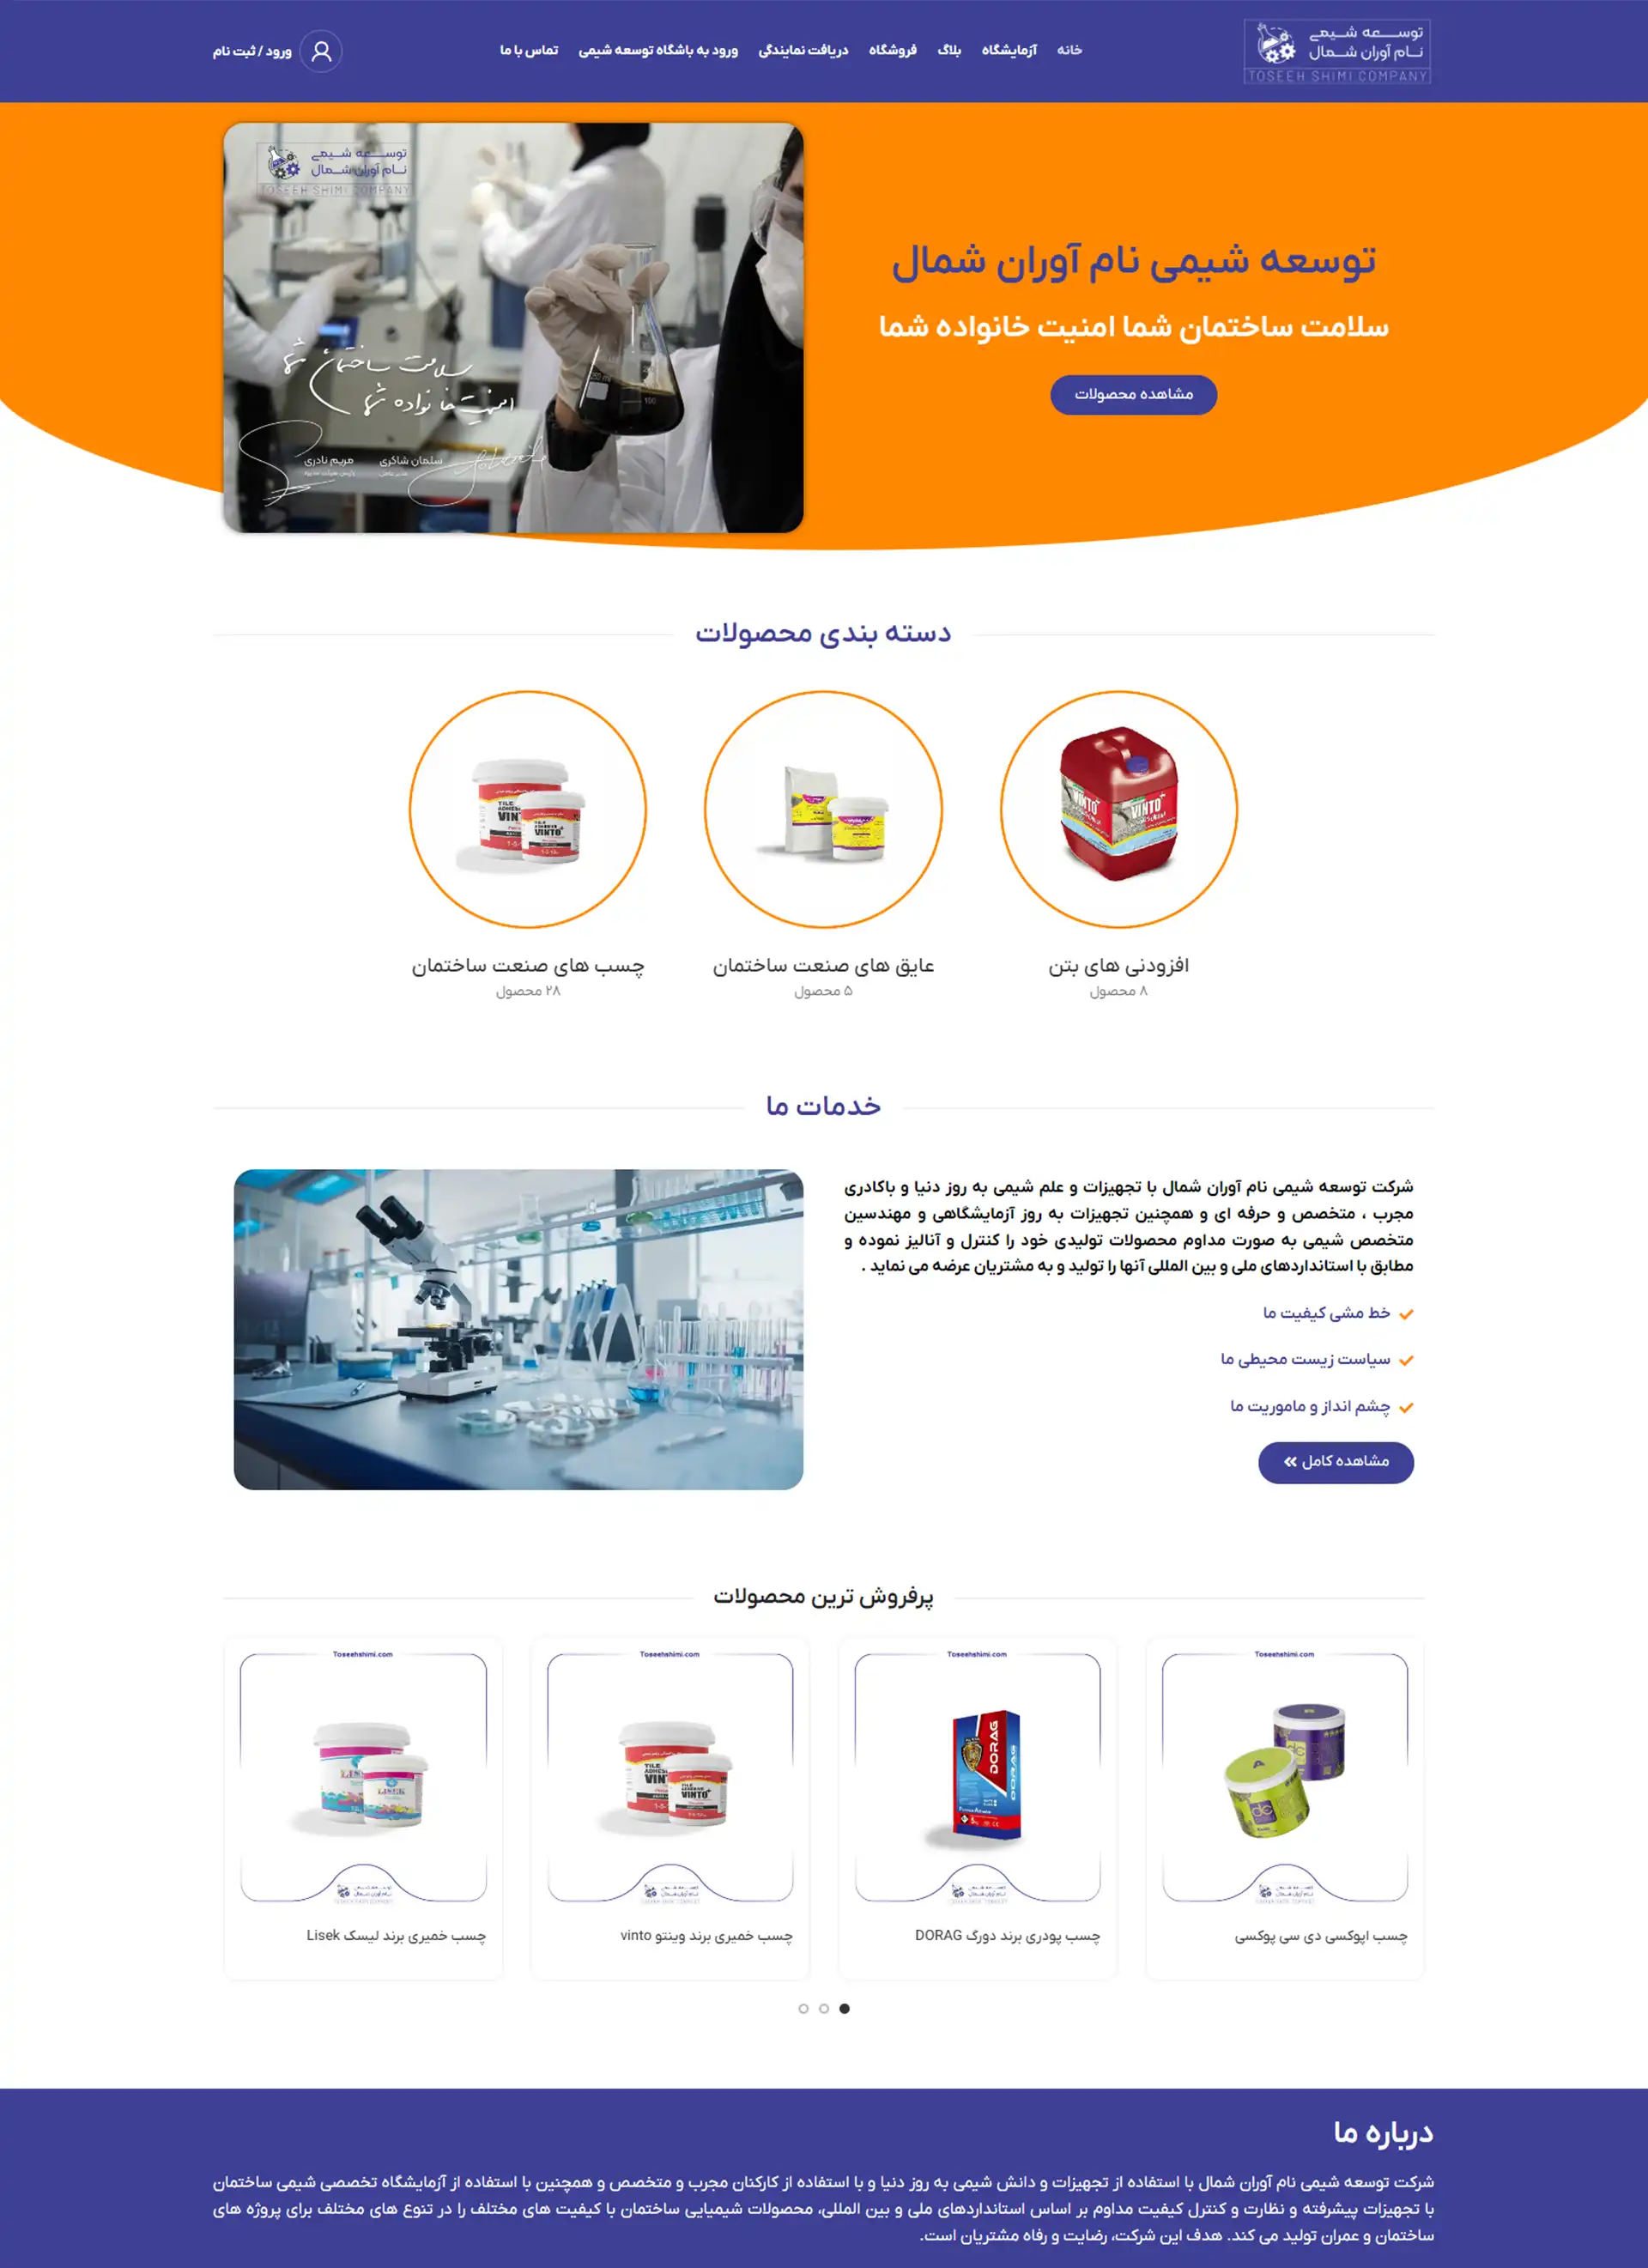 توسعه شیمی
نام آوران شمال
TOSEEH SHIMI COMPANY
خانه
آزمایشگاه
بلاگ
فروشگاه
دریافت نمایندگی
ورود به باشگاه توسعه شیمی
تماس با ما
ورود / ثبت نام
توسعه شیمی نام آوران شمال
سلامت ساختمان شما امنیت خانواده شما
مشاهده محصولات
توسعه شیمی
نام آوران شمال
TOSEEH SHIMI COMPANY
سلامت ساختمان شما
امنیت خانواده شما
سلمان شاکری
مریم نادری
دسته بندی محصولات
افزودنی های بتن
۸ محصول
عایق های صنعت ساختمان
۵ محصول
چسب های صنعت ساختمان
۲۸ محصول
VINTO
VINTO
TILE
ADHESIVE
VINTO
خدمات ما
شرکت توسعه شیمی نام آوران شمال با تجهیزات و علم شیمی به روز دنیا و باکادری
مجرب ، متخصص و حرفه ای و همچنین تجهیزات به روز آزمایشگاهی و مهندسین
متخصص شیمی به صورت مداوم محصولات تولیدی خود را کنترل و آنالیز نموده و
مطابق با استانداردهای ملی و بین المللی آنها را تولید و به مشتریان عرضه می نماید .
خط مشی کیفیت ما
سیاست زیست محیطی ما
چشم انداز و ماموریت ما
مشاهده کامل
پرفروش ترین محصولات
Toseehshimi.com
چسب اپوکسی دی سی پوکسی
Toseehshimi.com
DORAG
DORAG
چسب پودری برند دورگ DORAG
Toseehshimi.com
TILE
ADHESIVE
VINTO
چسب خمیری برند وینتو vinto
Toseehshimi.com
LISEK
چسب خمیری برند لیسک Lisek
درباره ما
شرکت توسعه شیمی نام آوران شمال با استفاده از تجهیزات و دانش شیمی به روز دنیا و با استفاده از کارکنان مجرب و متخصص و همچنین با استفاده از آزمایشگاه تخصصی شیمی ساختمان
با تجهیزات پیشرفته و نظارت و کنترل کیفیت مداوم بر اساس استانداردهای ملی و بین المللی، محصولات شیمیایی ساختمان با کیفیت های مختلف را در تنوع های مختلف برای پروژه های
ساختمان و عمران تولید می کند. هدف این شرکت، رضایت و رفاه مشتریان است.